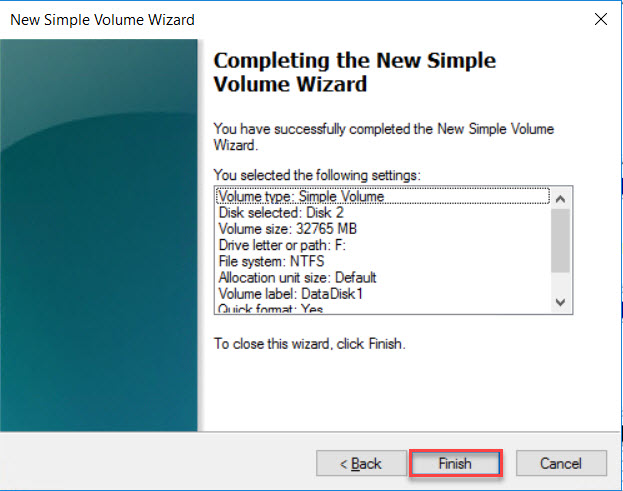 New Simple Volume Wizard
Completing the New Simple
Volume Wizard
You have successfully completed the New Simple Volume
Wizard.
You selected the following settings:
Volume type: Simple Volume
Disk selected: Disk 2
Volume size: 32765 MB
Drive letter or path: F:
File system: NTFS
Allocation unit size: Default
Volume label: DataDisk1
Quick format: Yes
To close this wizard, click Finish.
< Back
Finish
Cancel